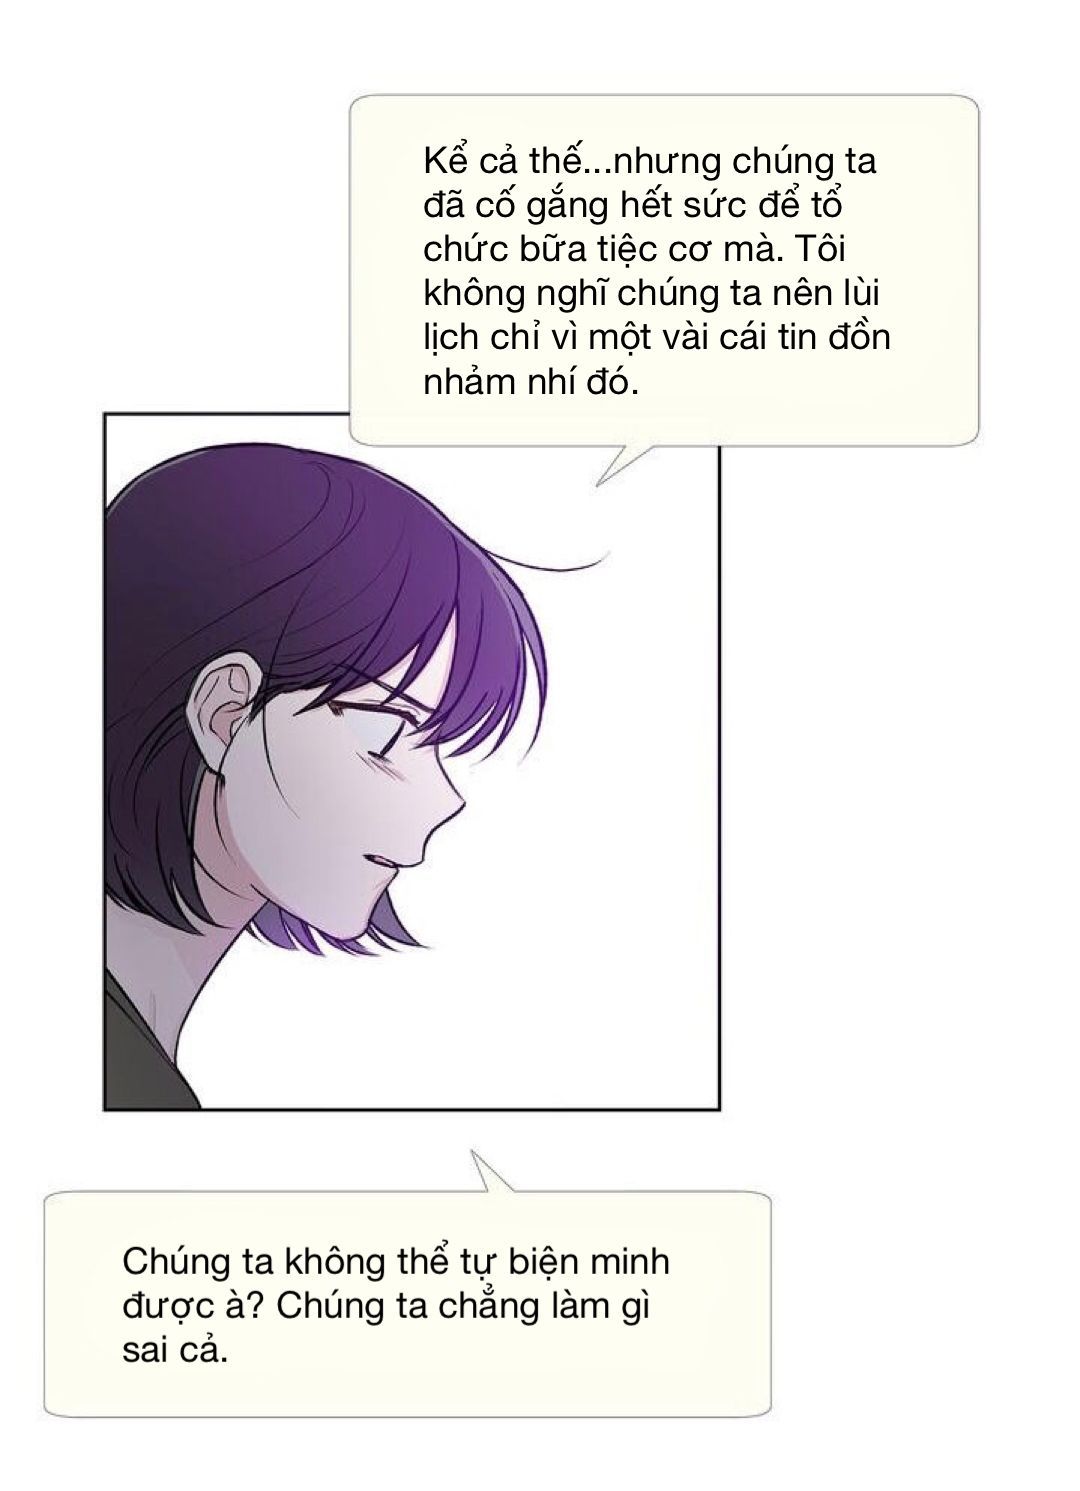 Kể cả thế...nhưng chúng ta
đã cố gắng hết sức để tổ
chức bữa tiệc cơ mà. Tôi
không nghĩ chúng ta nên lùi
lịch chỉ vì một vài cái tin đồn
nhảm nhí đó.
Chúng ta không thể tự biện minh
được à? Chúng ta chẳng làm gì
sai cả.